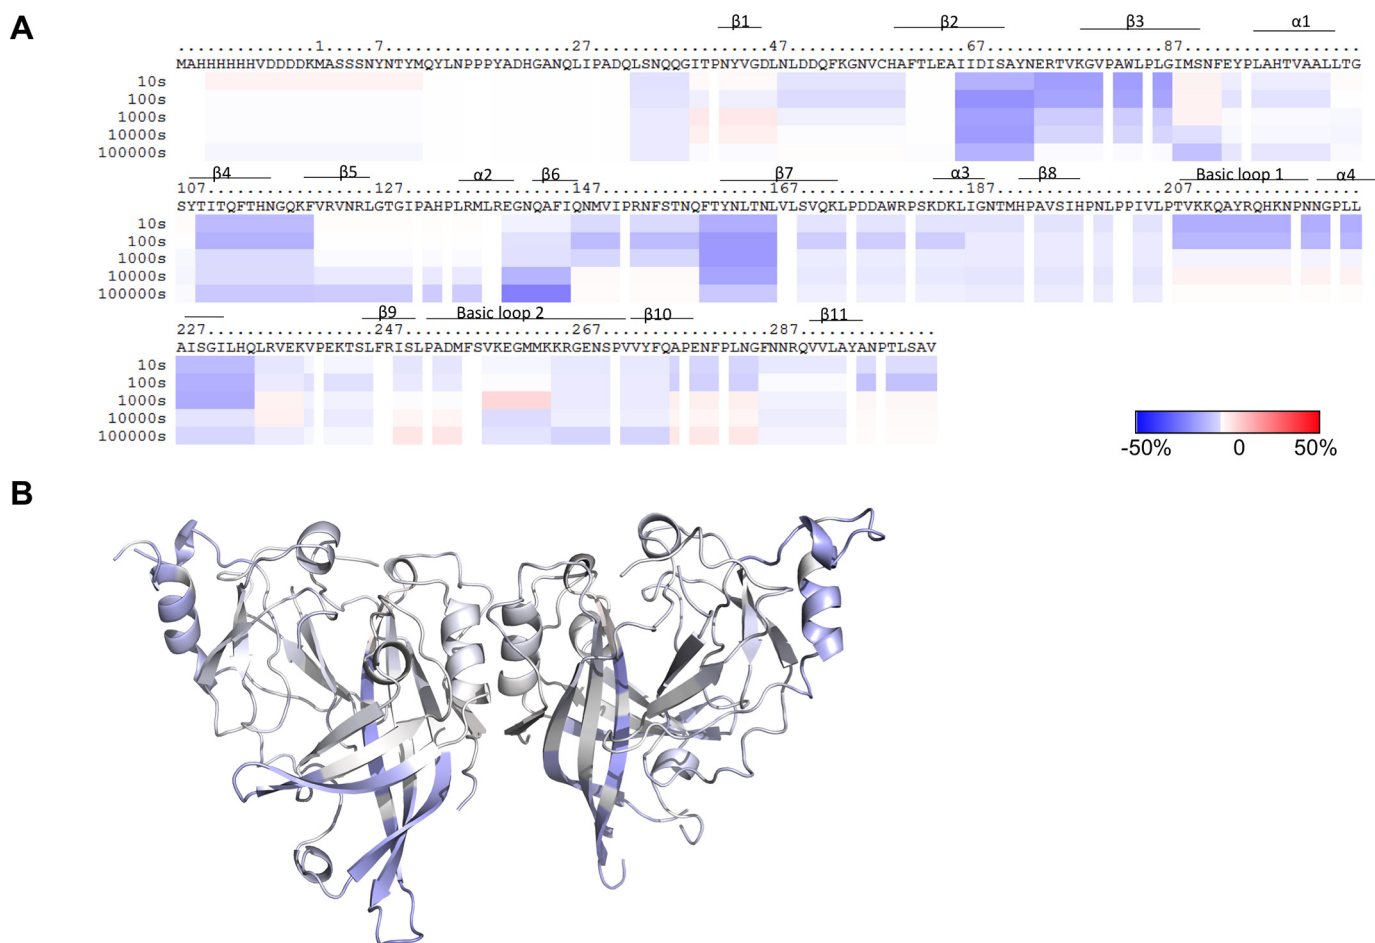 A
β1 β2 β3 α1
..............1.....7...................27..................47..................67..................87..................
MAHHHHHHVDDDDKMASSSNYNTYMQYLNPPPYADHGANQLIPADQLSNQQGITPNYVGDLNLDDQFKGNVCHAFTLEAIIDISAYNERTVKGVPAWLPLGIMSNFEYPLAHTVAALLTG
10s
100s
1000s
10000s
100000s
β4 β5 α2 β6 β7 α3 β8 Basic loop 1 α4
107.................127.................147.................167.................187.................207.................
SYTITQFTHNGQKFVRVNRLGTGIPAHPLRMLREGNQAFIQNMVIPRNFSTNQFTYNLTNLVLSVQKLPDDAWRPSKDKLIGNTMHPAVSIHPNLPPIVLPTVKKQAYRQHKNPNNGPLL
10s
100s
1000s
10000s
100000s
β9 Basic loop 2 β10 β11
227.................247.................267.................287..............
AISGILHQLRVEKVPEKTSLFRISLPADMFSVKEGMMKKRGENSPVVYFQAPENFPLNGFNNRQVVLAYANPTLSAV
10s
100s
1000s
10000s
100000s
-50% 0 50%
B